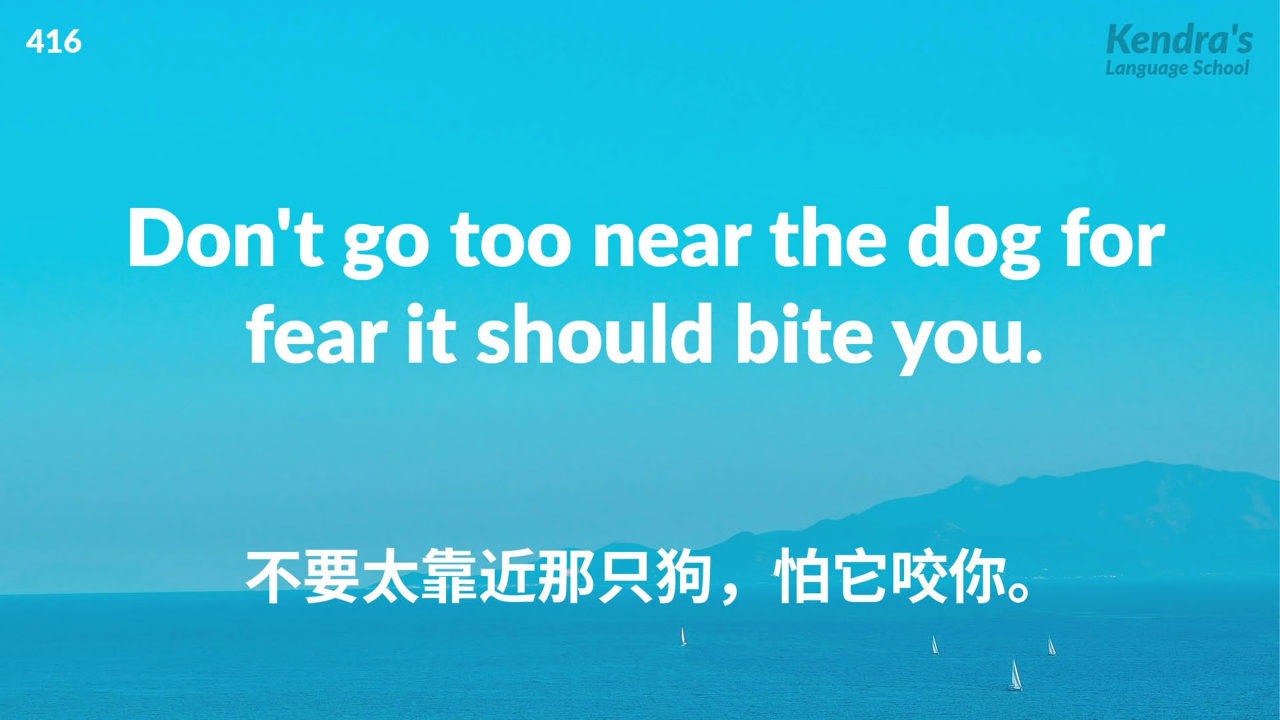 416
Kendra's
Language School
Don't go too near the dog for
fear it should bite you.
不要太靠近那只狗，怕它咬你。